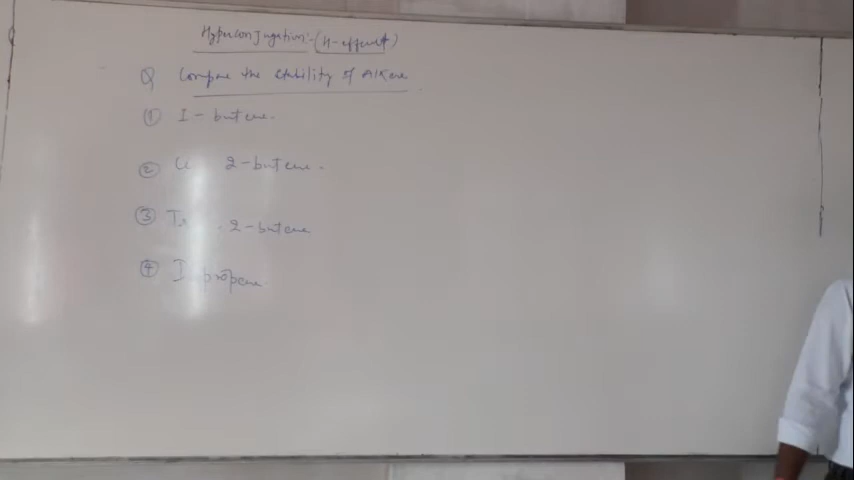 Hyperconjugation:-(H-effect)
Q Compare the stability of Alkene
① 1-butene.
② 2-butene.
③ 2-butene
④ propene.